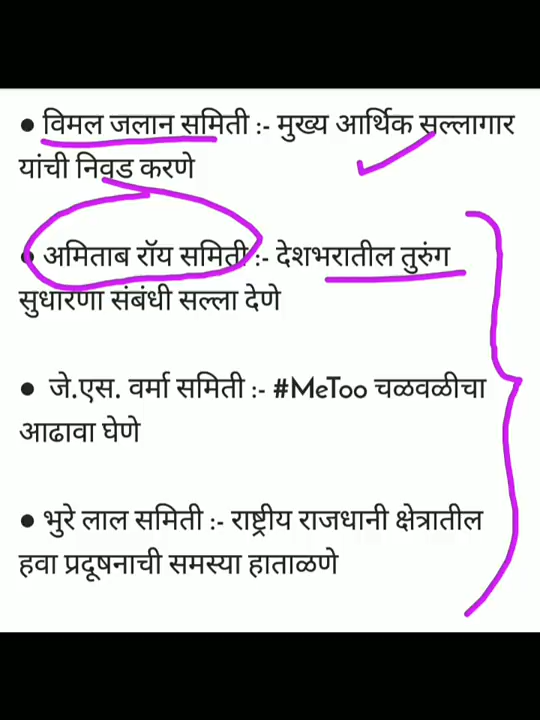 ● विमल जलान समिती :- मुख्य आर्थिक सल्लागार
यांची निवड करणे
● अमिताब रॉय समिती :- देशभरातील तुरुंग
सुधारणा संबंधी सल्ला देणे
● जे.एस. वर्मा समिती :- #MeToo चळवळीचा
आढावा घेणे
● भुरे लाल समिती :- राष्ट्रीय राजधानी क्षेत्रातील
हवा प्रदूषनाची समस्या हाताळणे